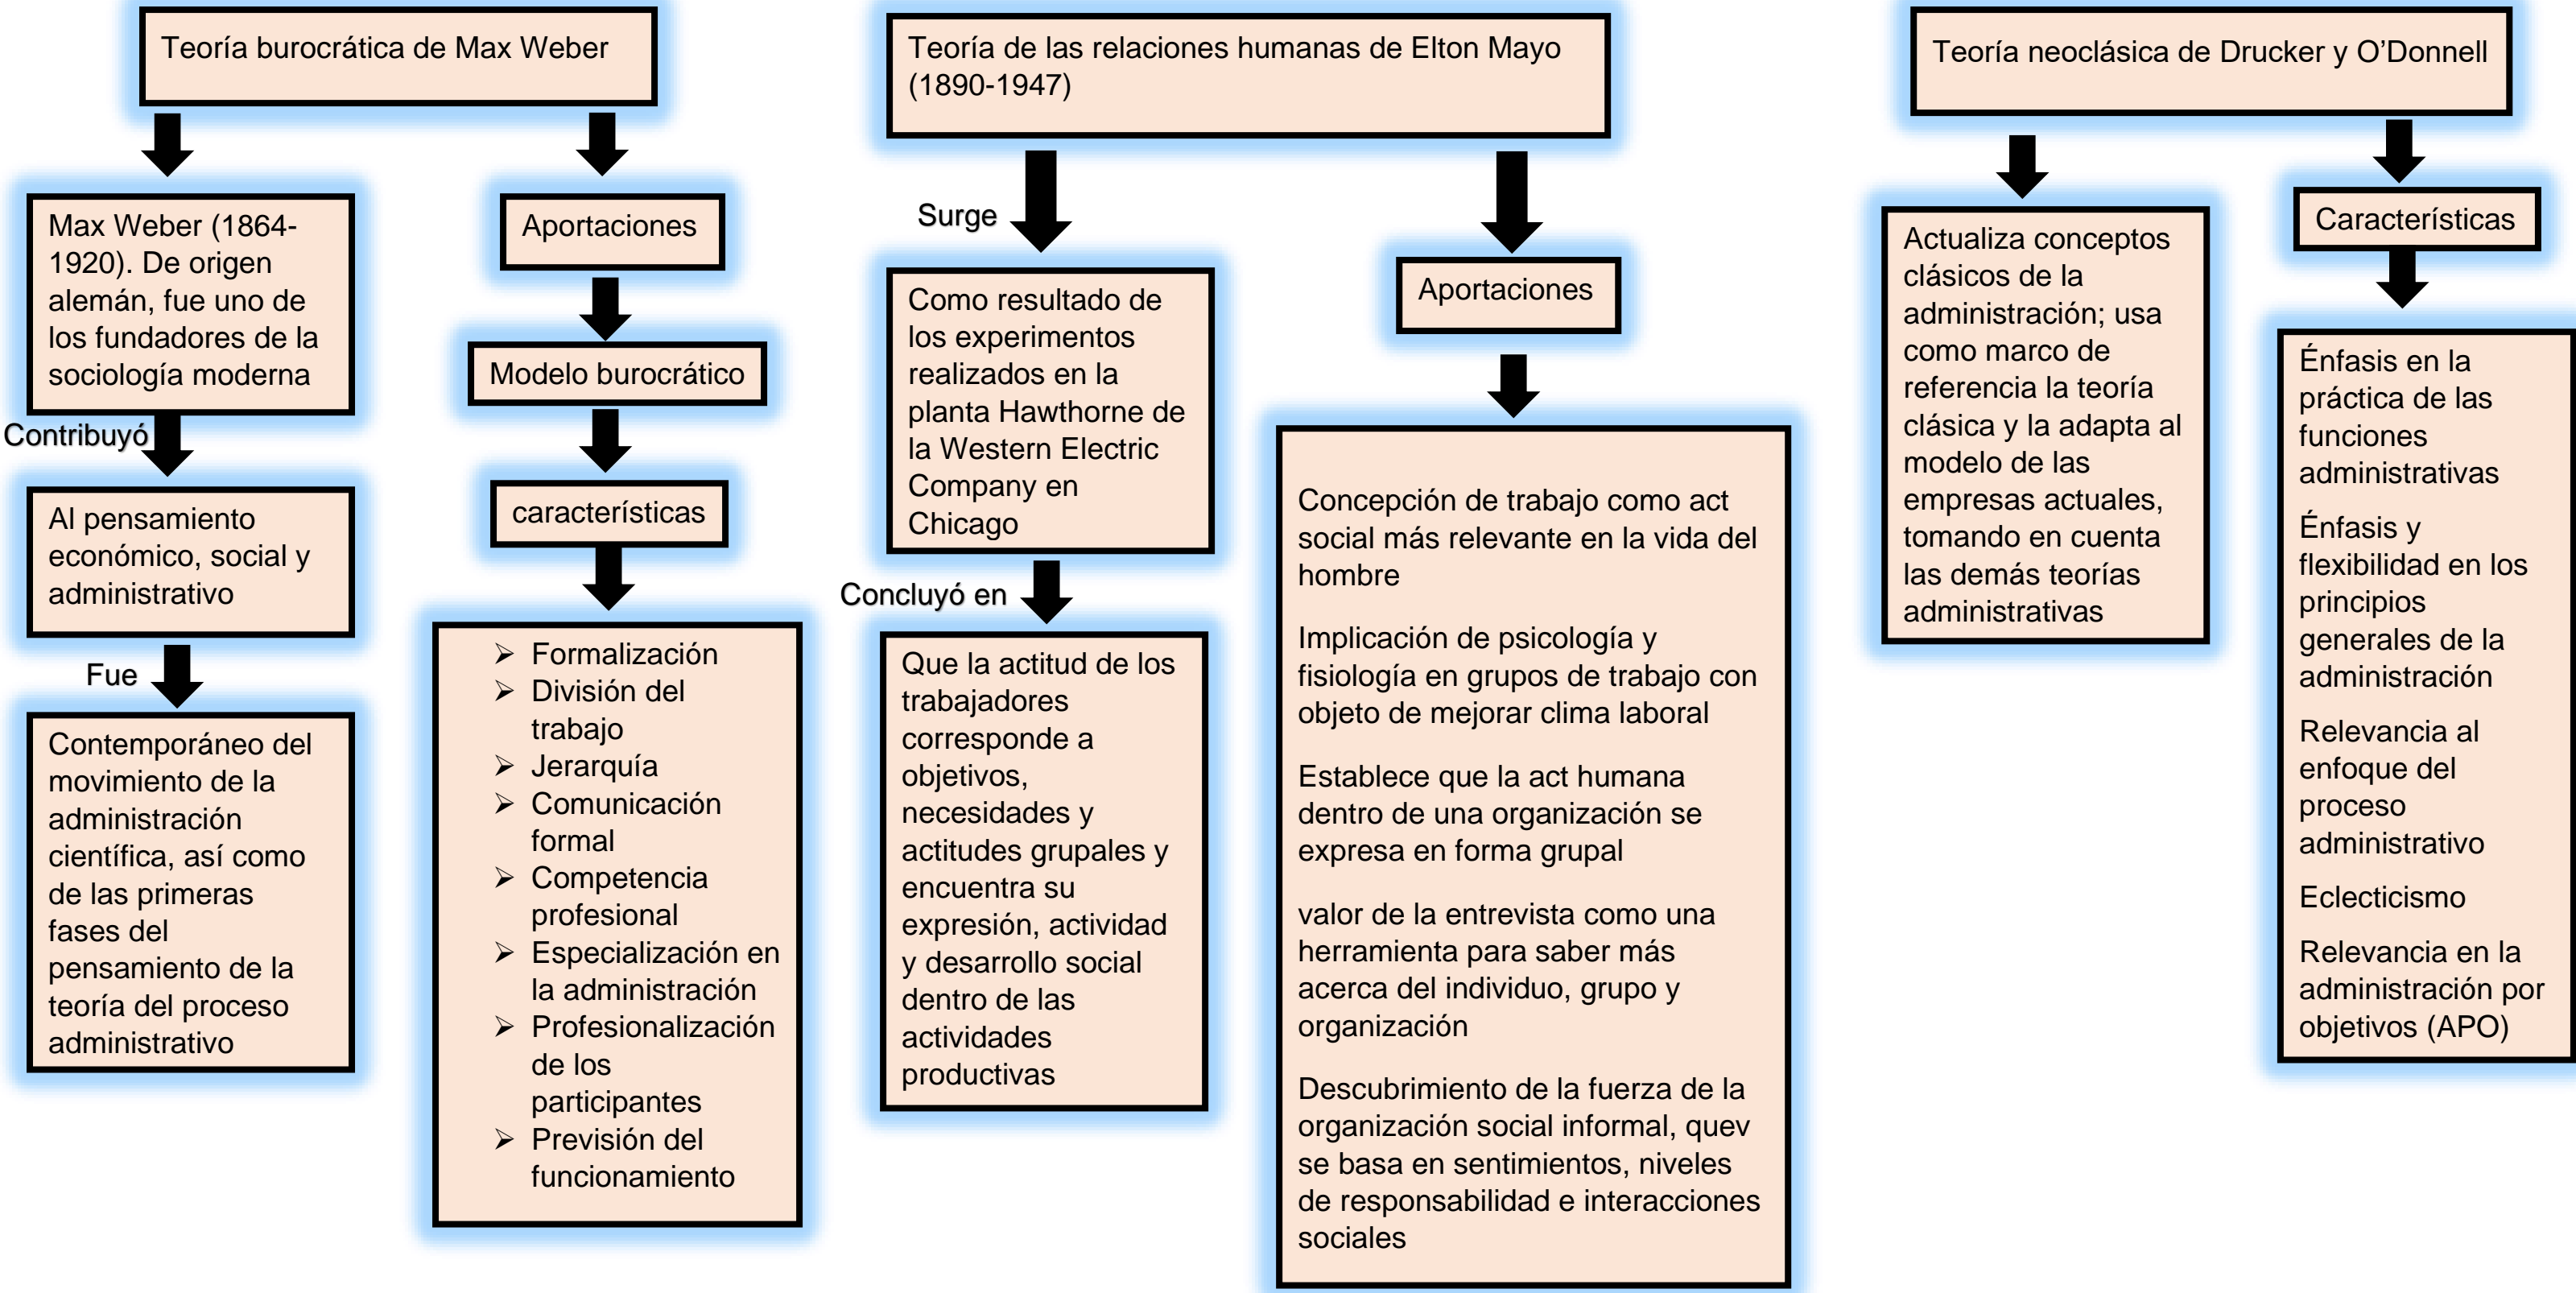 Teoría burocrática de Max Weber
Max Weber (1864-
1920). De origen
alemán, fue uno de
los fundadores de la
sociología moderna
Contribuyó
Al pensamiento
económico, social y
administrativo
Fue
Contemporáneo del
movimiento de la
administración
científica, así como
de las primeras
fases del
pensamiento de la
teoría del proceso
administrativo
Aportaciones
Modelo burocrático
características
➢ Formalización
➢ División del
trabajo
➢ Jerarquía
➢ Comunicación
formal
➢ Competencia
profesional
➢ Especialización en
la administración
➢ Profesionalización
de los
participantes
➢ Previsión del
funcionamiento
Teoría de las relaciones humanas de Elton Mayo
(1890-1947)
Surge
Como resultado de
los experimentos
realizados en la
planta Hawthorne de
la Western Electric
Company en
Chicago
Concluyó en
Que la actitud de los
trabajadores
corresponde a
objetivos,
necesidades y
actitudes grupales y
encuentra su
expresión, actividad
y desarrollo social
dentro de las
actividades
productivas
Aportaciones
Concepción de trabajo como act
social más relevante en la vida del
hombre
Implicación de psicología y
fisiología en grupos de trabajo con
objeto de mejorar clima laboral
Establece que la act humana
dentro de una organización se
expresa en forma grupal
valor de la entrevista como una
herramienta para saber más
acerca del individuo, grupo y
organización
Descubrimiento de la fuerza de la
organización social informal, quev
se basa en sentimientos, niveles
de responsabilidad e interacciones
sociales
Teoría neoclásica de Drucker y O’Donnell
Actualiza conceptos
clásicos de la
administración; usa
como marco de
referencia la teoría
clásica y la adapta al
modelo de las
empresas actuales,
tomando en cuenta
las demás teorías
administrativas
Características
Énfasis en la
práctica de las
funciones
administrativas
Énfasis y
flexibilidad en los
principios
generales de la
administración
Relevancia al
enfoque del
proceso
administrativo
Eclecticismo
Relevancia en la
administración por
objetivos (APO)